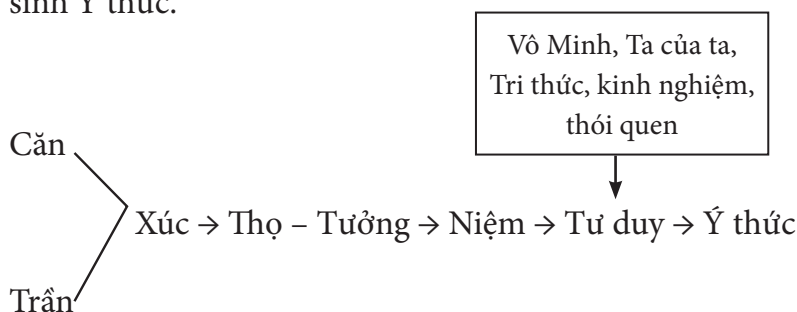 sinh Ý thức.
Vô Minh, Ta của ta,
Tri thức, kinh nghiệm,
thói quen
Căn
Xúc → Thọ – Tưởng → Niệm → Tư duy → Ý thức
Trần